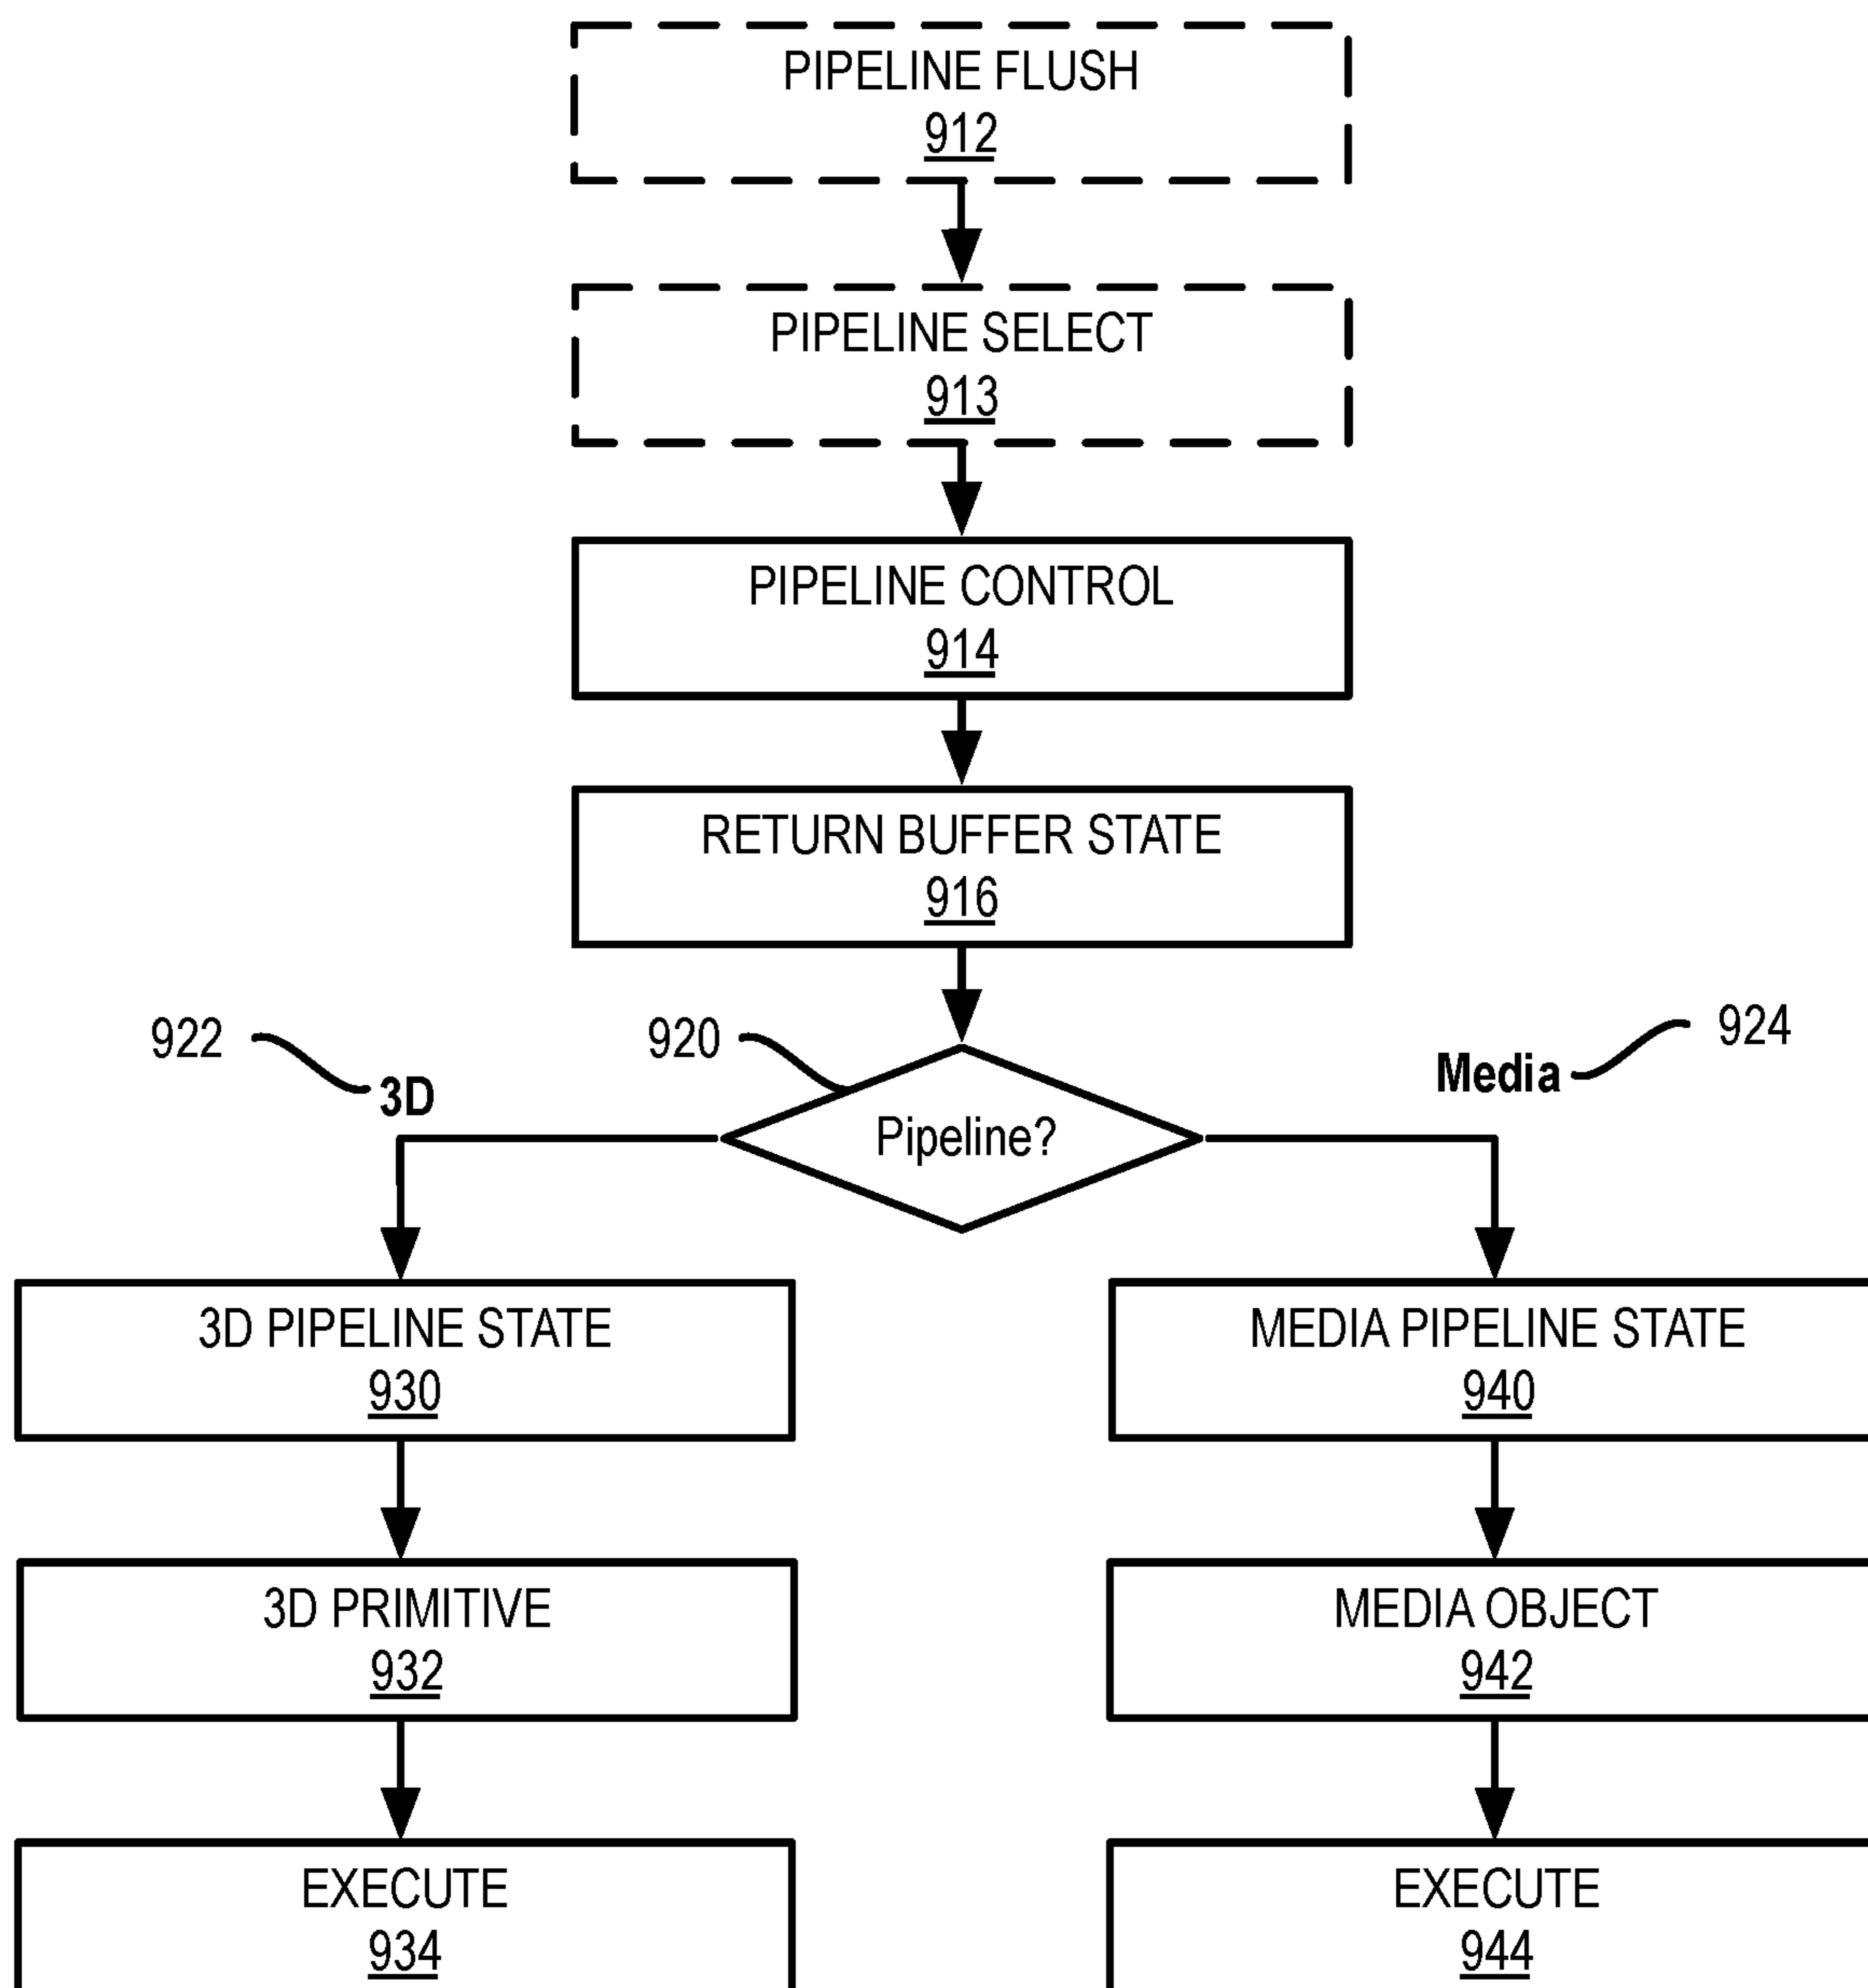 PIPELINE FLUSH
912
PIPELINE SELECT
913
PIPELINE CONTROL
914
RETURN BUFFER STATE
916
922
3D
920
Pipeline?
Media
924
3D PIPELINE STATE
930
MEDIA PIPELINE STATE
940
3D PRIMITIVE
932
MEDIA OBJECT
942
EXECUTE
934
EXECUTE
944